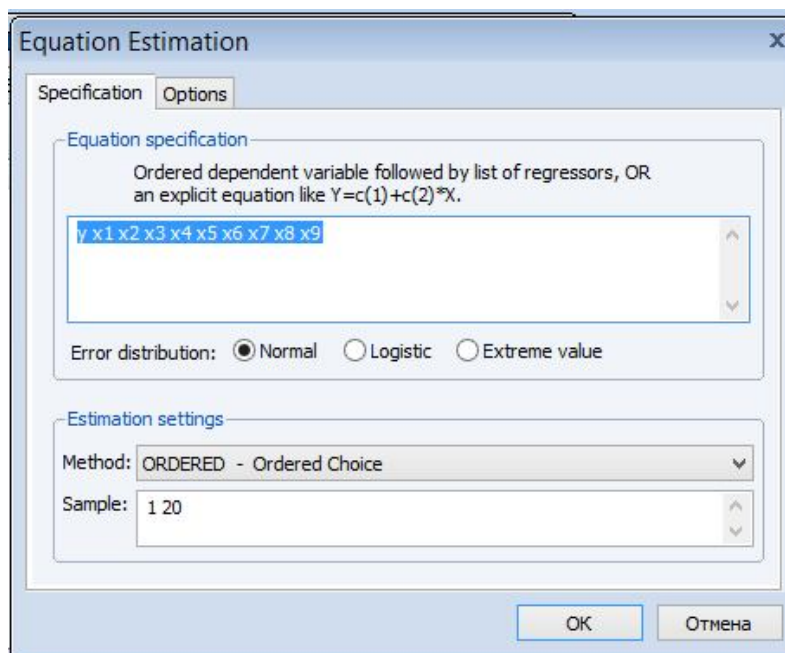 Equation Estimation
x
Specification
Options
Equation specification
Ordered dependent variable followed by list of regressors, OR
an explicit equation like Y=c(1)+c(2)*X.
y x1 x2 x3 x4 x5 x6 x7 x8 x9
Error distribution: Normal Logistic Extreme value
Estimation settings
Method: ORDERED - Ordered Choice
Sample: 1 20
OK Отмена